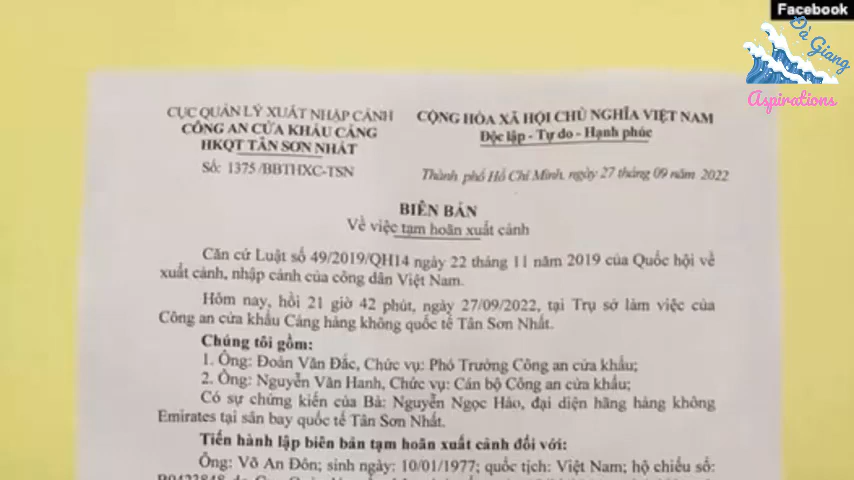 Facebook
Đà Giang
Aspirations
CỤC QUẢN LÝ XUẤT NHẬP CẢNH
CÔNG AN CỬA KHẨU CẢNG
HKQT TÂN SƠN NHẤT
Số: 1375 /BBTHXC-TSN
CỘNG HÒA XÃ HỘI CHỦ NGHĨA VIỆT NAM
Độc lập - Tự do - Hạnh phúc
Thành phố Hồ Chí Minh, ngày 27 tháng 09 năm 2022
BIÊN BẢN
Về việc tạm hoãn xuất cảnh
Căn cứ Luật số 49/2019/QH14 ngày 22 tháng 11 năm 2019 của Quốc hội về
xuất cảnh, nhập cảnh của công dân Việt Nam.
Hôm nay, hồi 21 giờ 42 phút, ngày 27/09/2022, tại Trụ sở làm việc của
Công an cửa khẩu Cảng hàng không quốc tế Tân Sơn Nhất.
Chúng tôi gồm:
1. Ông: Đoàn Văn Đắc, Chức vụ: Phó Trưởng Công an cửa khẩu;
2. Ông: Nguyễn Văn Hanh, Chức vụ: Cán bộ Công an cửa khẩu;
Có sự chứng kiến của Bà: Nguyễn Ngọc Hảo, đại diện hãng hàng không
Emirates tại sân bay quốc tế Tân Sơn Nhất.
Tiến hành lập biên bản tạm hoãn xuất cảnh đối với:
Ông: Võ An Đôn; sinh ngày: 10/01/1977; quốc tịch: Việt Nam; hộ chiếu số: